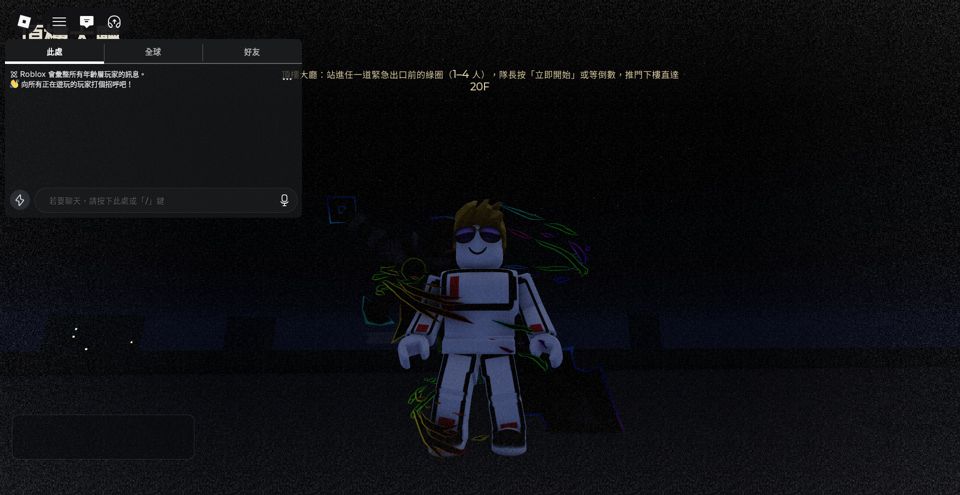 此處
全球
好友
Roblox 會彙整所有年齡層玩家的訊息。
👋 向所有正在遊玩的玩家打個招呼吧！
頂樓大廳：站進任一道緊急出口前的綠圈（1–4 人），隊長按「立即開始」或等倒數，推門下樓直達
20F
若要聊天，請按下此處或「/」鍵